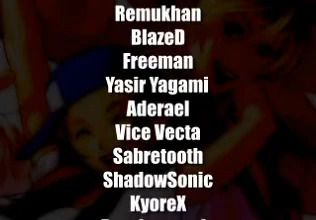 Remukhan
BlazeD
Freeman
Yasir Yagami
Aderael
Vice Vecta
Sabretooth
ShadowSonic
KyoreX